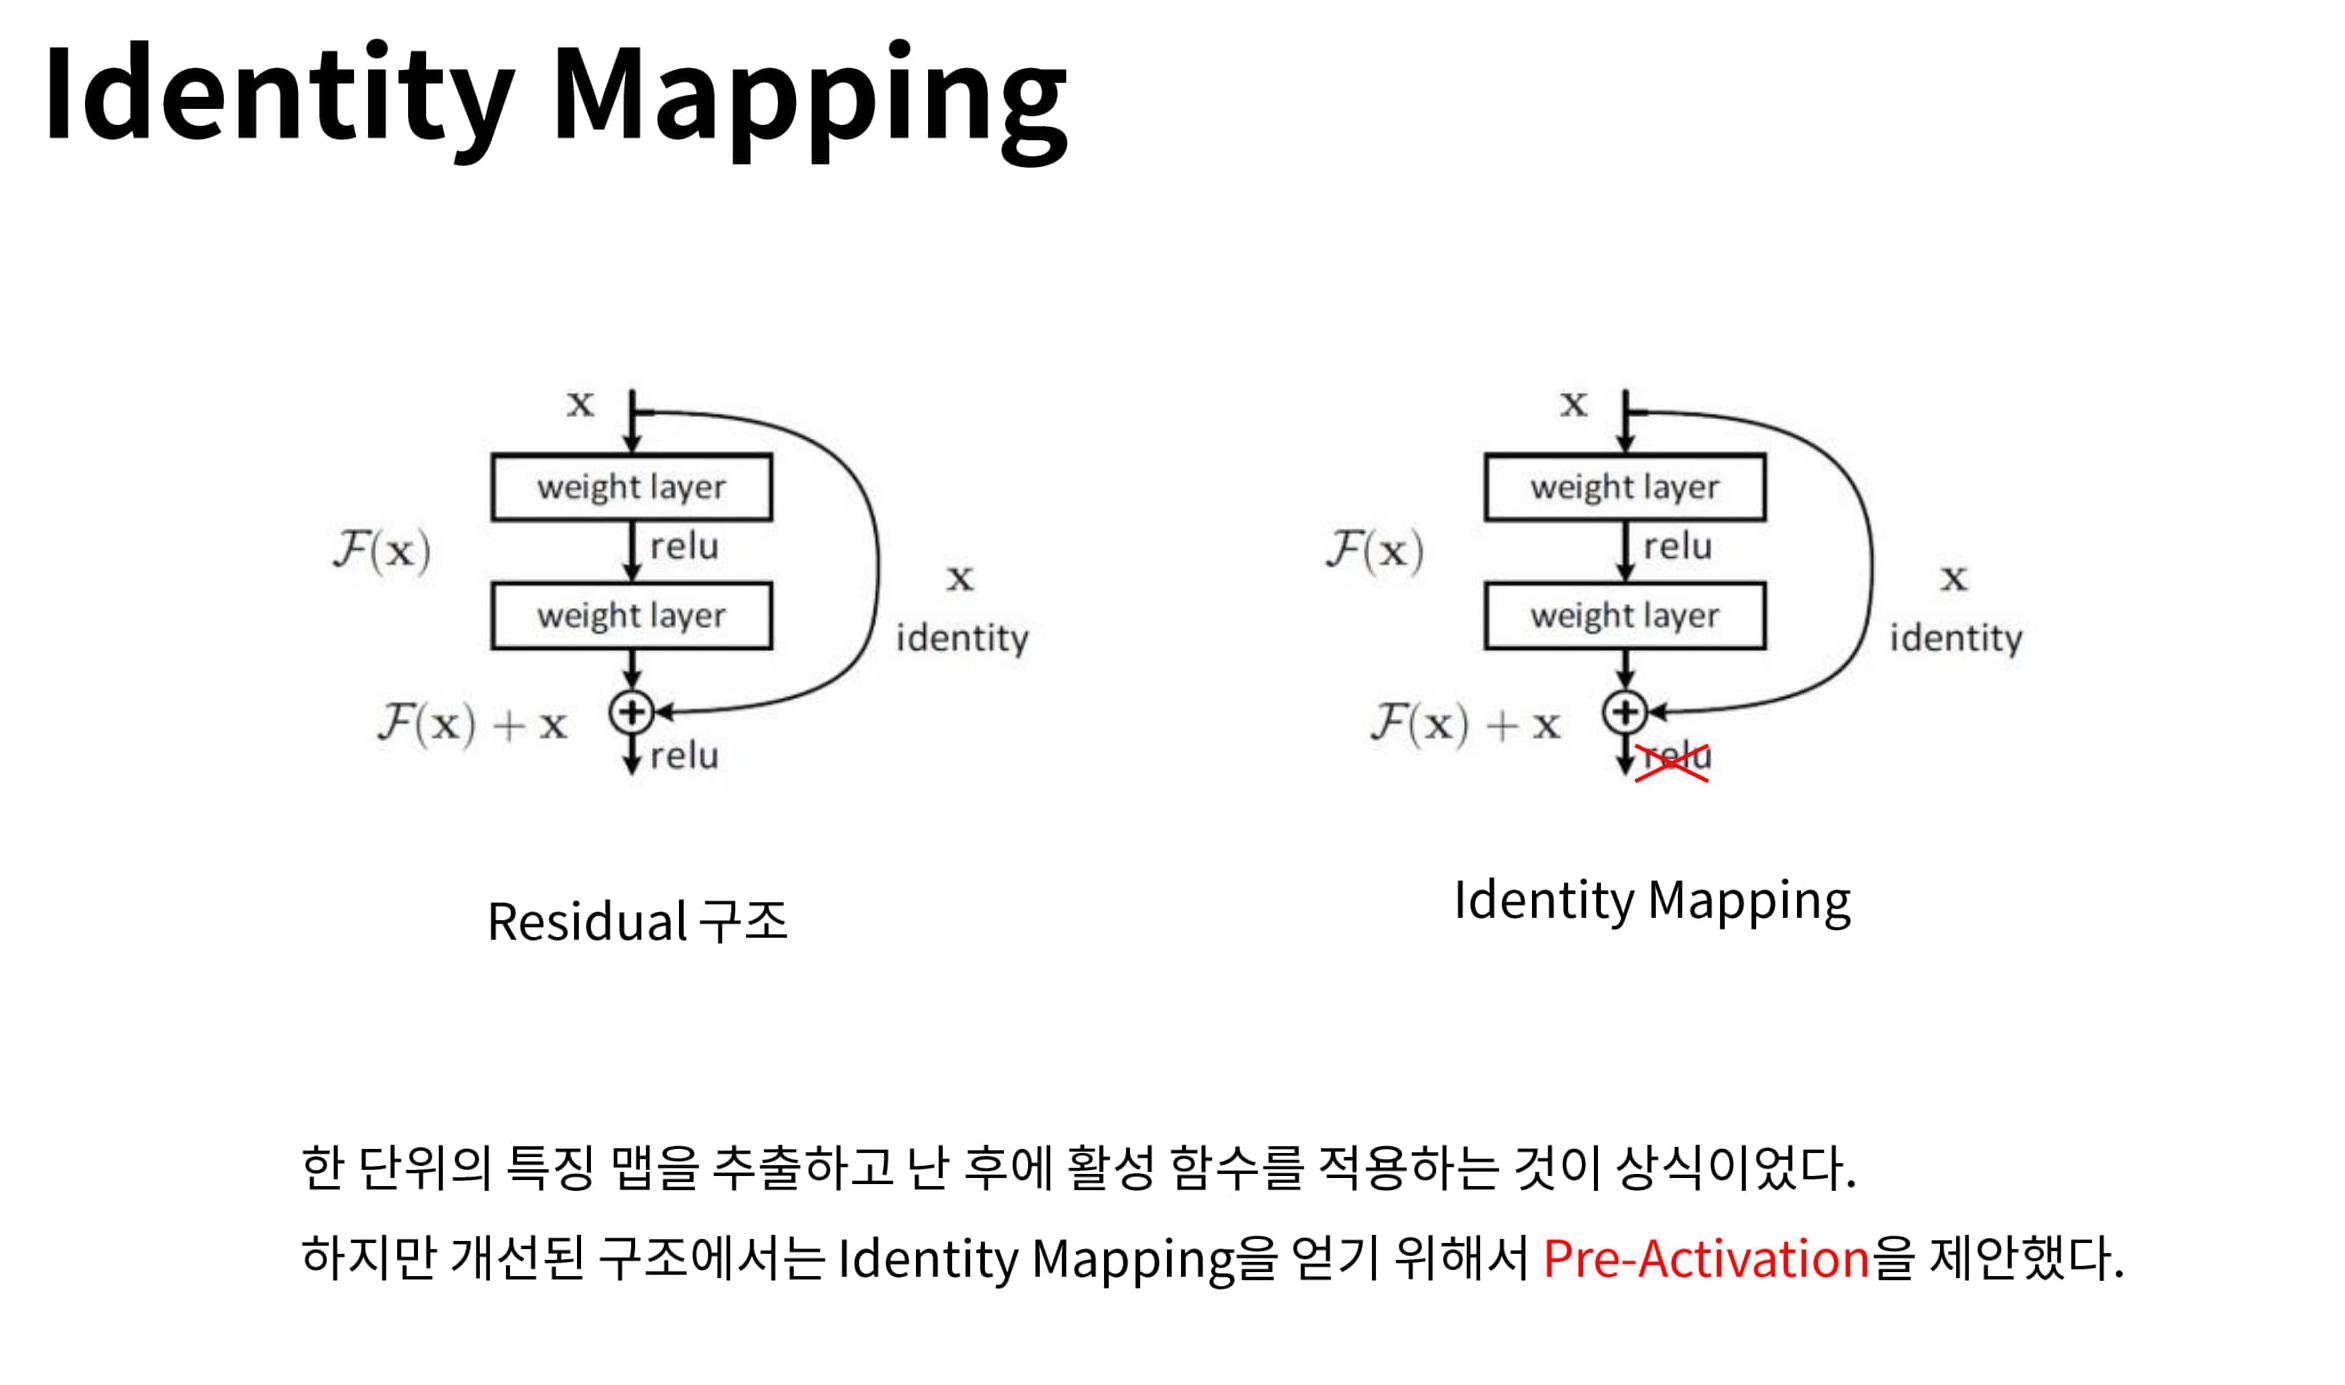 Identity Mapping
x
weight layer
F(x)
relu
weight layer
x
identity
F(x) + x
relu
Residual 구조
x
weight layer
F(x)
relu
weight layer
x
identity
F(x) + x
relu
Identity Mapping
한 단위의 특징 맵을 추출하고 난 후에 활성 함수를 적용하는 것이 상식이었다.
하지만 개선된 구조에서는 Identity Mapping을 얻기 위해서 Pre-Activation을 제안했다.